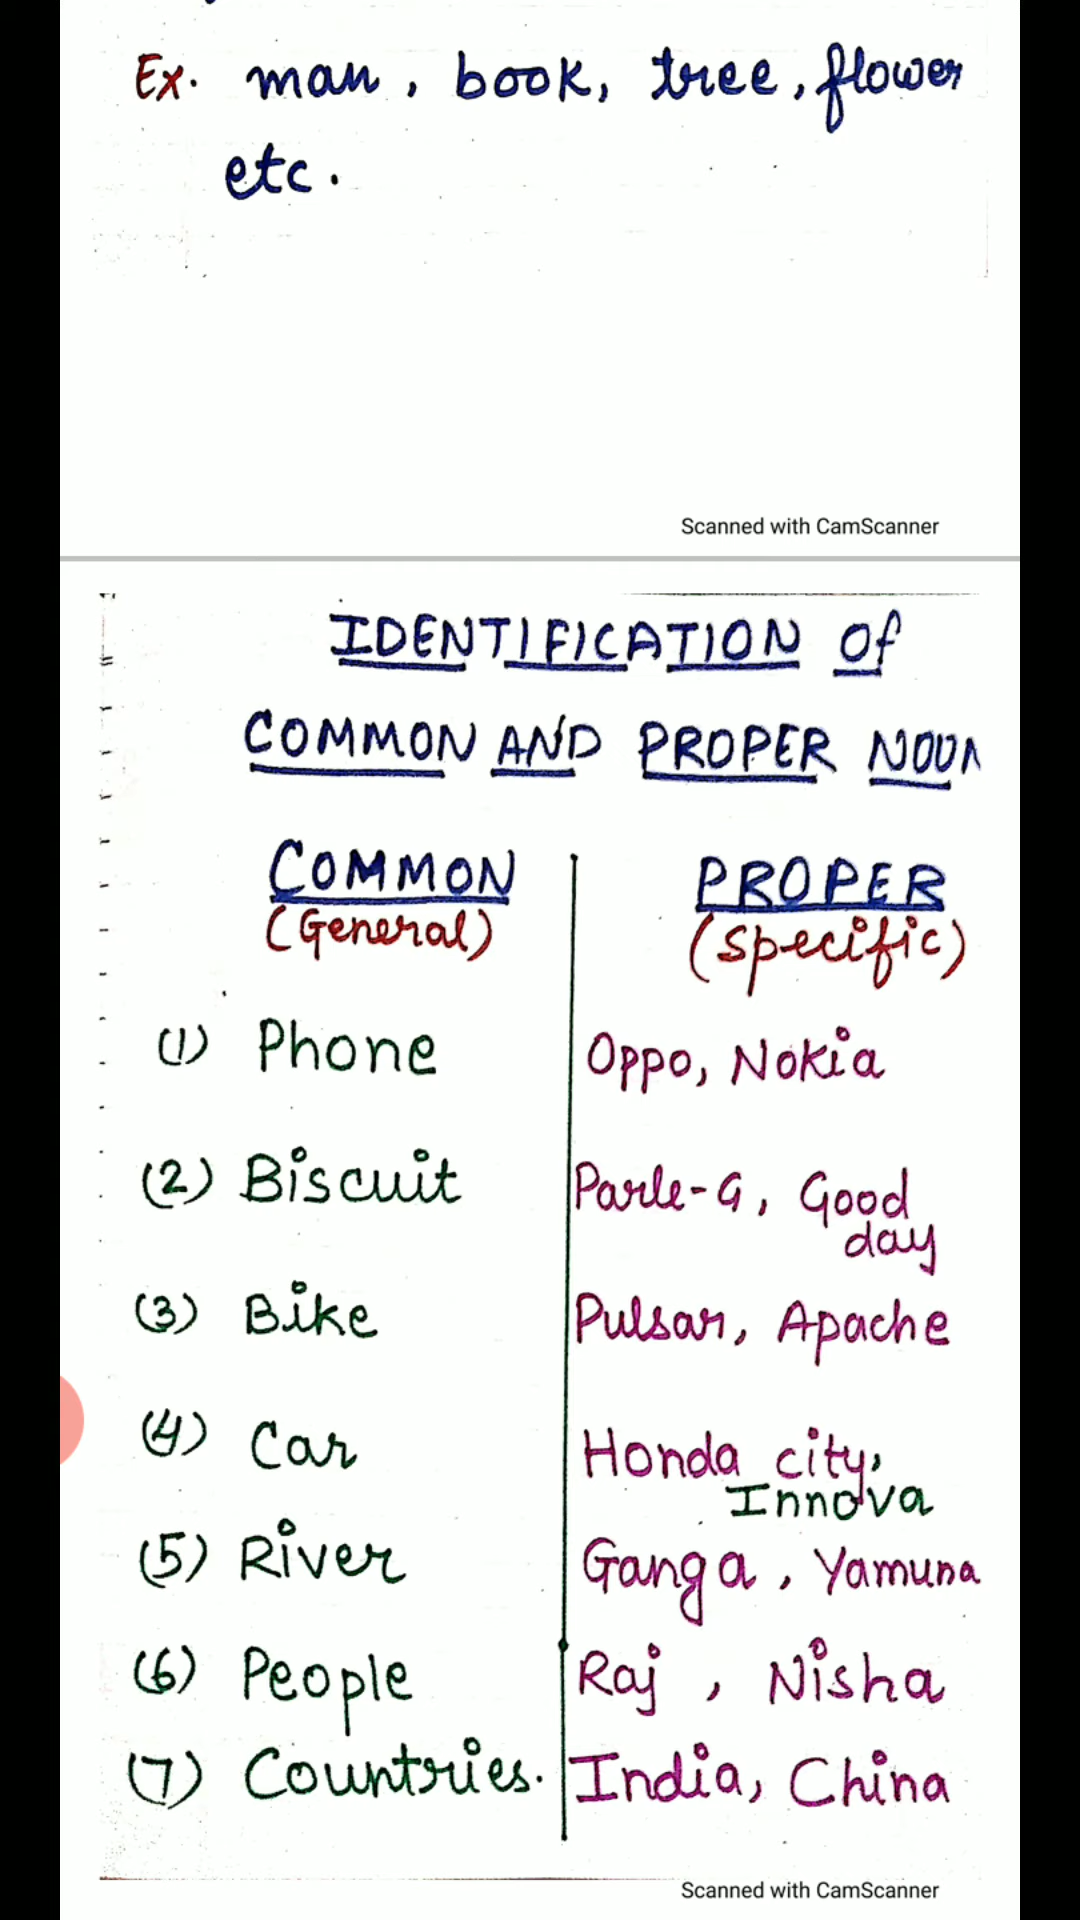 Ex. man, book, tree, flower
etc.
Scanned with CamScanner
IDENTIFICATION of
COMMON AND PROPER NOUN
COMMON PROPER
(General) (Specific)
(1) Phone Oppo, Nokia
(2) Biscuit Parle-G, Good
day
(3) Bike Pulsar, Apache
(4) Car Honda city,
Innova
(5) River Ganga, Yamuna
(6) People Raj, Nisha
(7) Countries. India, China
Scanned with CamScanner